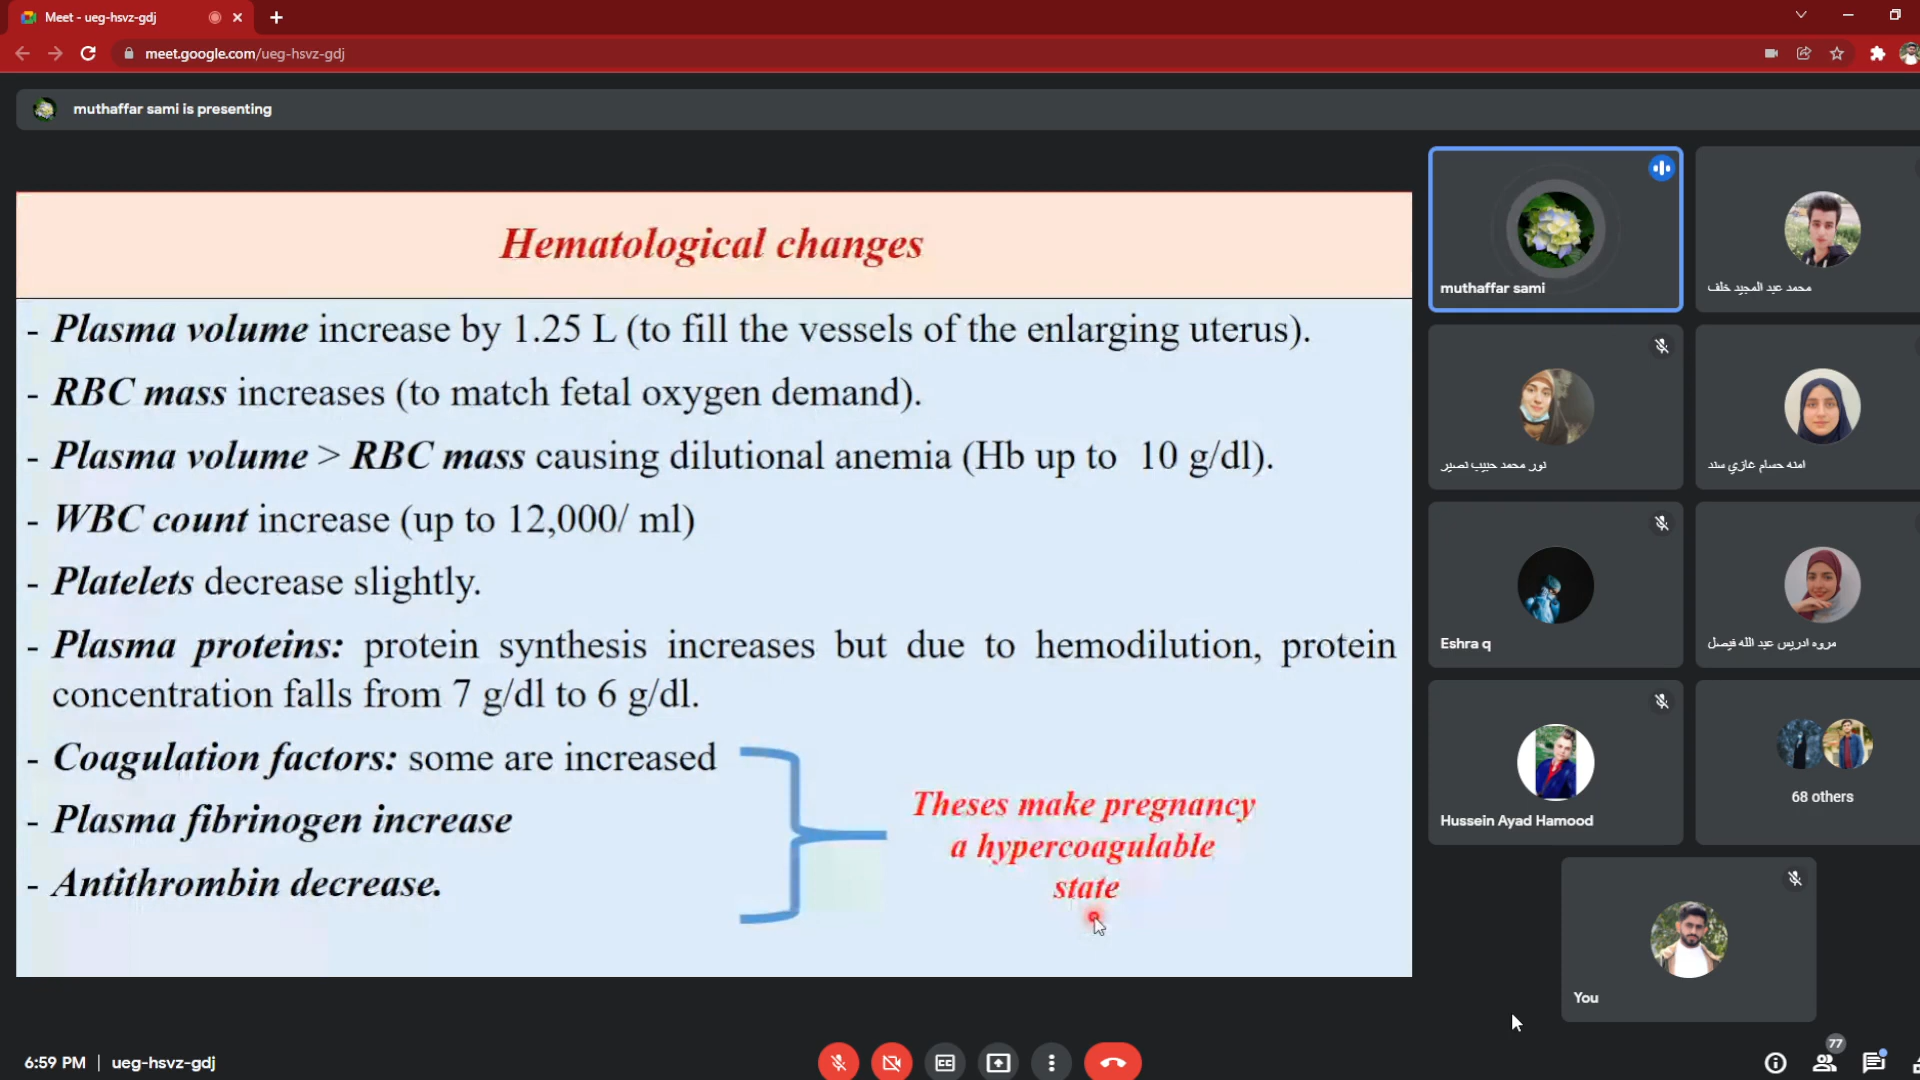 Meet - ueg-hsvz-gdj
meet.google.com/ueg-hsvz-gdj
muthaffar sami is presenting
Hematological changes
- Plasma volume increase by 1.25 L (to fill the vessels of the enlarging uterus).
- RBC mass increases (to match fetal oxygen demand).
- Plasma volume > RBC mass causing dilutional anemia (Hb up to 10 g/dl).
- WBC count increase (up to 12,000/ ml)
- Platelets decrease slightly.
- Plasma proteins: protein synthesis increases but due to hemodilution, protein
concentration falls from 7 g/dl to 6 g/dl.
- Coagulation factors: some are increased
- Plasma fibrinogen increase
- Antithrombin decrease.
Theses make pregnancy
a hypercoagulable
state
muthaffar sami
محمد عبد المجيد خلف
نور محمد حبيب نصير
امنه حسام غازي سند
Eshra q
مروه ادريس عبد الله فيصل
Hussein Ayad Hamood
68 others
You
6:59 PM | ueg-hsvz-gdj
77